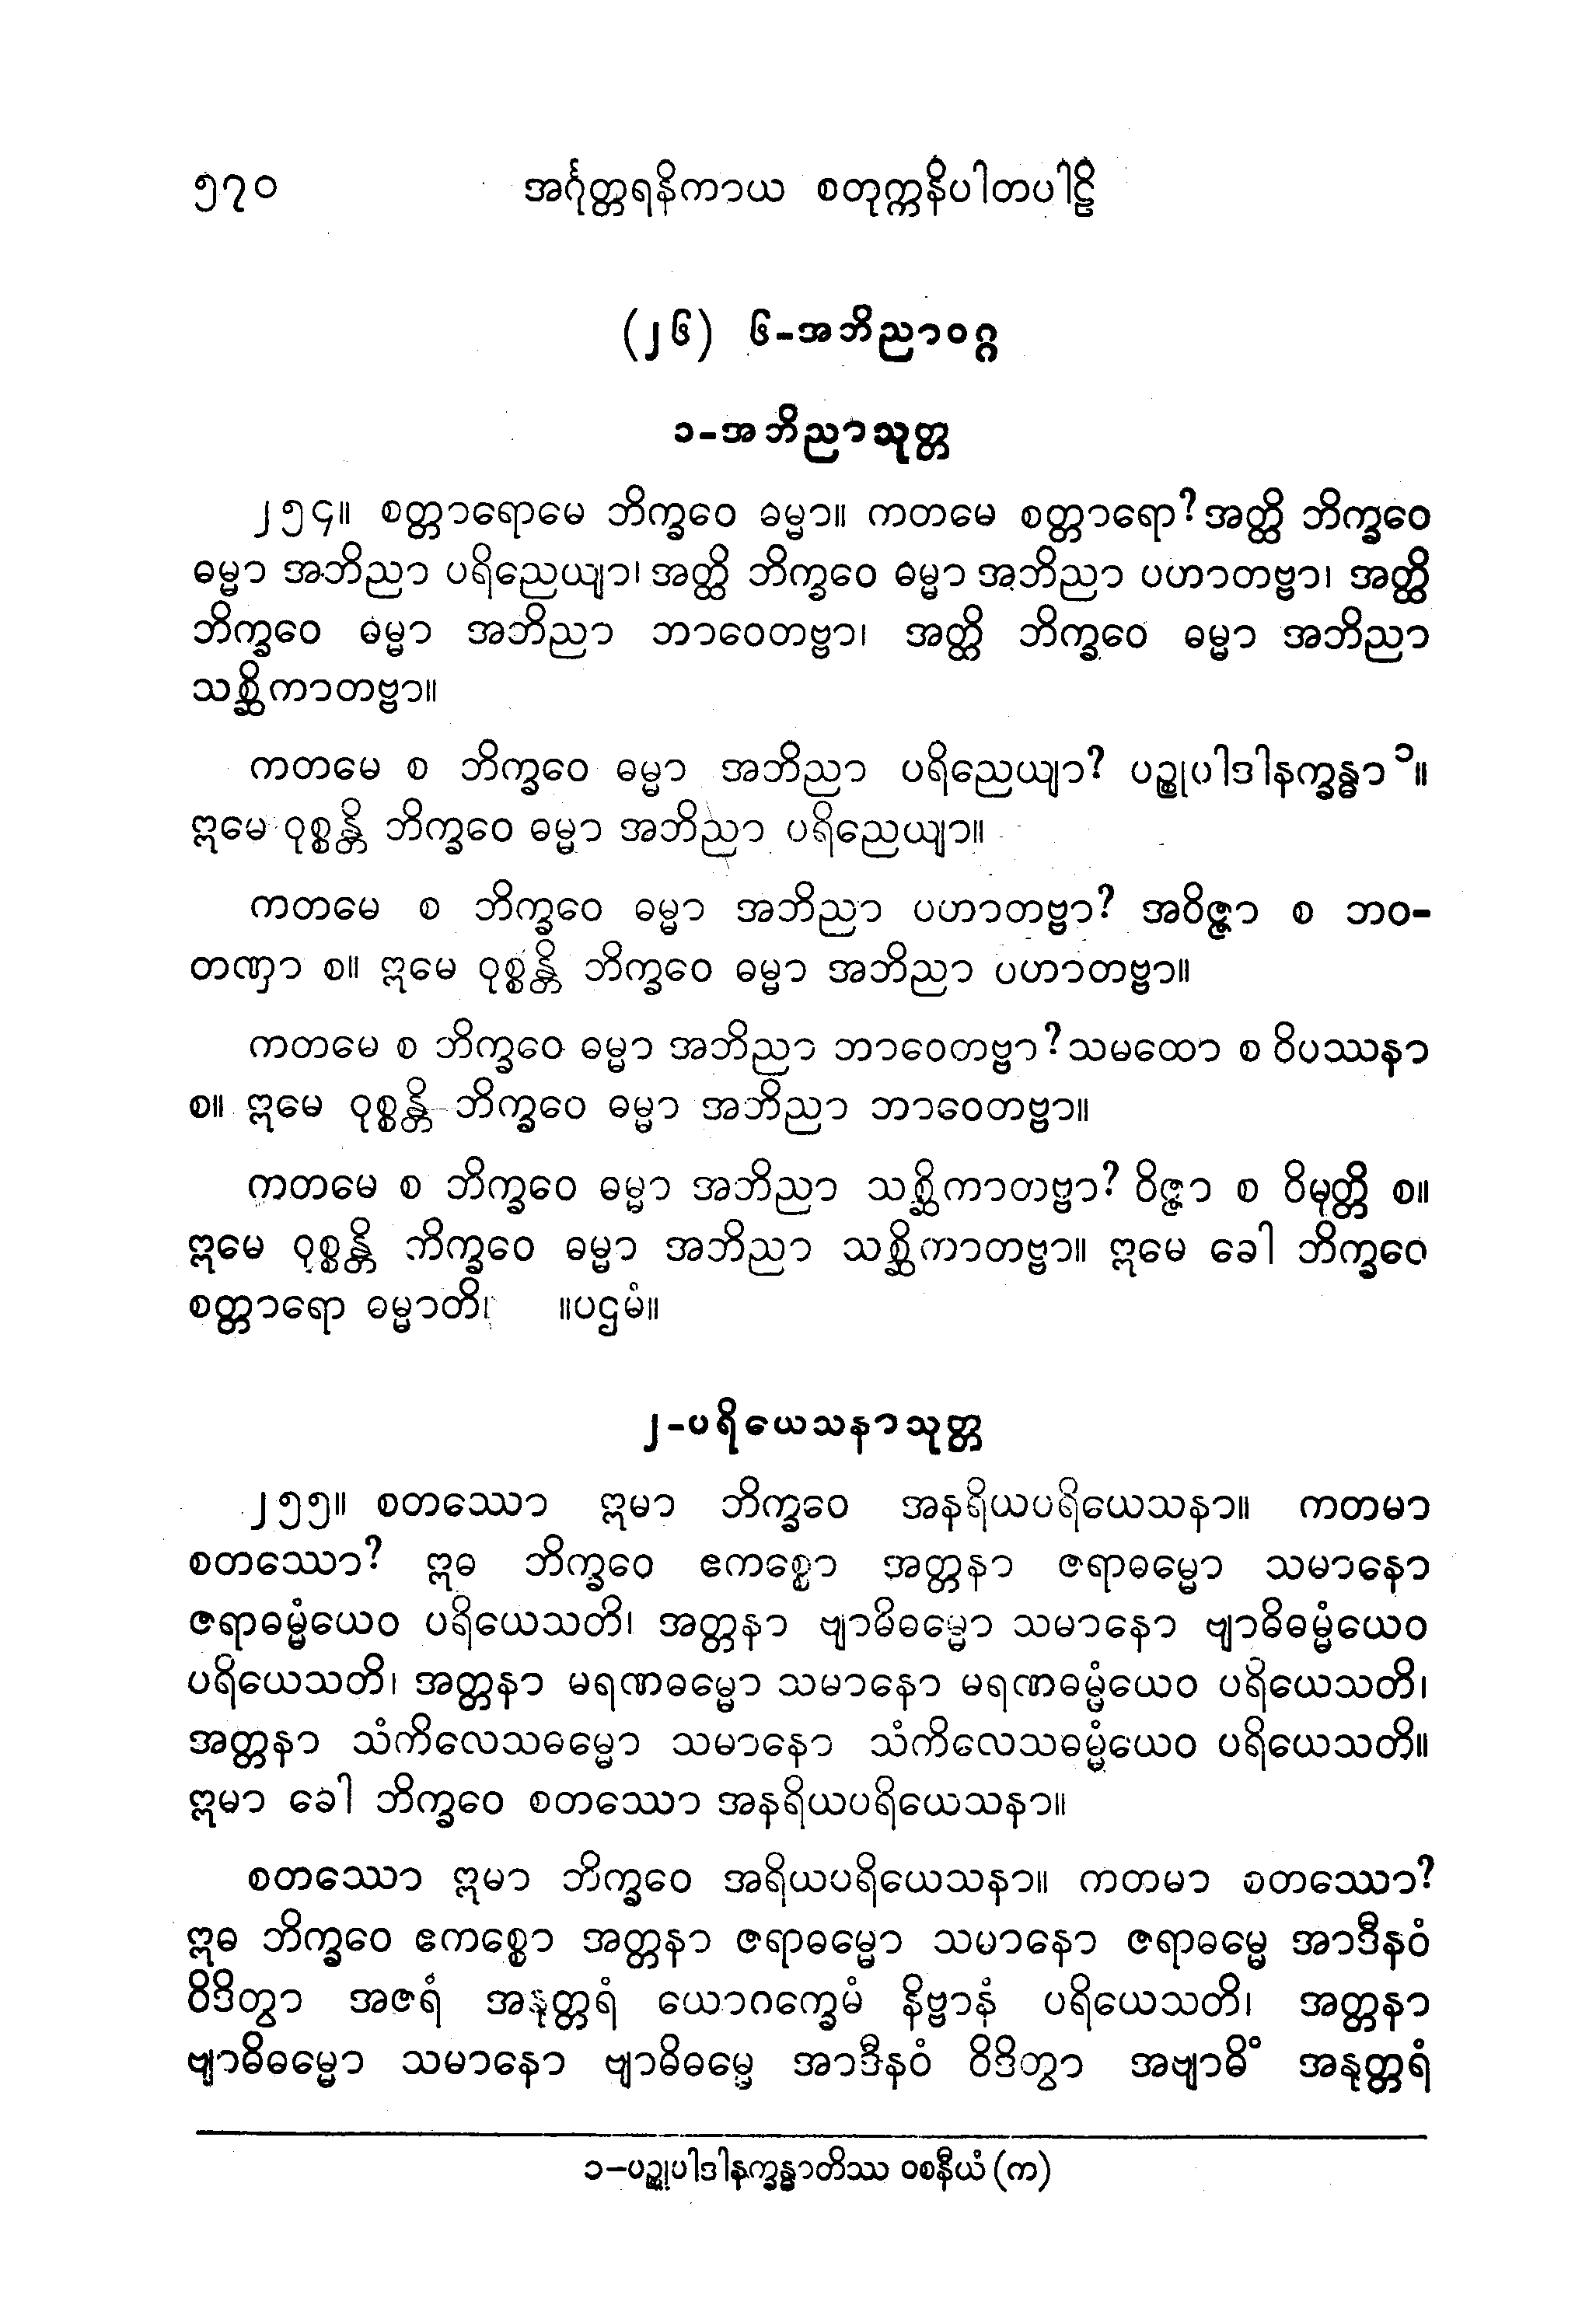 ၅၇၀ အင်္ဂုတ္တရနိကာယ စတုက္ကနိပါတပါဠိ
(၂၆) ၆-အဘိညာဝဂ္ဂ
၁-အဘိညာသုတ္တ
၂၅၄။ စတ္တာရောမေ ဘိက္ခဝေ ဓမ္မာ။ ကတမေ စတ္တာရော? အတ္ထိ ဘိက္ခဝေ
ဓမ္မာ အဘိညာ ပရိညေယျာ၊ အတ္ထိ ဘိက္ခဝေ ဓမ္မာ အဘိညာ ပဟာတဗ္ဗာ၊ အတ္ထိ
ဘိက္ခဝေ ဓမ္မာ အဘိညာ ဘာဝေတဗ္ဗာ၊ အတ္ထိ ဘိက္ခဝေ ဓမ္မာ အဘိညာ
သစ္ဆိကာတဗ္ဗာ။
ကတမေ စ ဘိက္ခဝေ ဓမ္မာ အဘိညာ ပရိညေယျာ? ပဉ္စုပါဒါနက္ခန္ဓာ ၁။
ဣမေ ဝုစ္စန္တိ ဘိက္ခဝေ ဓမ္မာ အဘိညာ ပရိညေယျာ။
ကတမေ စ ဘိက္ခဝေ ဓမ္မာ အဘိညာ ပဟာတဗ္ဗာ? အဝိဇ္ဇာ စ ဘဝ-
တဏှာ စ။ ဣမေ ဝုစ္စန္တိ ဘိက္ခဝေ ဓမ္မာ အဘိညာ ပဟာတဗ္ဗာ။
ကတမေ စ ဘိက္ခဝေ ဓမ္မာ အဘိညာ ဘာဝေတဗ္ဗာ? သမထော စ ဝိပဿနာ
စ။ ဣမေ ဝုစ္စန္တိ ဘိက္ခဝေ ဓမ္မာ အဘိညာ ဘာဝေတဗ္ဗာ။
ကတမေ စ ဘိက္ခဝေ ဓမ္မာ အဘိညာ သစ္ဆိကာတဗ္ဗာ? ဝိဇ္ဇာ စ ဝိမုတ္တိ စ။
ဣမေ ဝုစ္စန္တိ ဘိက္ခဝေ ဓမ္မာ အဘိညာ သစ္ဆိကာတဗ္ဗာ။ ဣမေ ခေါ ဘိက္ခဝေ
စတ္တာရော ဓမ္မာတိ၊ ။ပဌမံ။
၂-ပရိယေသနာသုတ္တ
၂၅၅။ စတဿော ဣမာ ဘိက္ခဝေ အနရိယပရိယေသနာ။ ကတမာ
စတဿော? ဣဓ ဘိက္ခဝေ ဧကစ္စော အတ္တနာ ဇရာဓမ္မော သမာနော
ဇရာဓမ္မံယေဝ ပရိယေသတိ၊ အတ္တနာ ဗျာဓိဓမ္မော သမာနော ဗျာဓိဓမ္မံယေဝ
ပရိယေသတိ၊ အတ္တနာ မရဏဓမ္မော သမာနော မရဏဓမ္မံယေဝ ပရိယေသတိ၊
အတ္တနာ သံကိလေသဓမ္မော သမာနော သံကိလေသဓမ္မံယေဝ ပရိယေသတိ။
ဣမာ ခေါ ဘိက္ခဝေ စတဿော အနရိယပရိယေသနာ။
စတဿော ဣမာ ဘိက္ခဝေ အရိယပရိယေသနာ။ ကတမာ စတဿော?
ဣဓ ဘိက္ခဝေ ဧကစ္စော အတ္တနာ ဇရာဓမ္မော သမာနော ဇရာဓမ္မေ အာဒီနဝံ
ဝိဒိတွာ အဇရံ အနုတ္တရံ ယောဂက္ခေမံ နိဗ္ဗာနံ ပရိယေသတိ၊ အတ္တနာ
ဗျာဓိဓမ္မော သမာနော ဗျာဓိဓမ္မေ အာဒီနဝံ ဝိဒိတွာ အဗျာဓိံ အနုတ္တရံ
၁-ပဉ္စုပါဒါနက္ခန္ဓာတိဿ ဝစနီယံ (က)